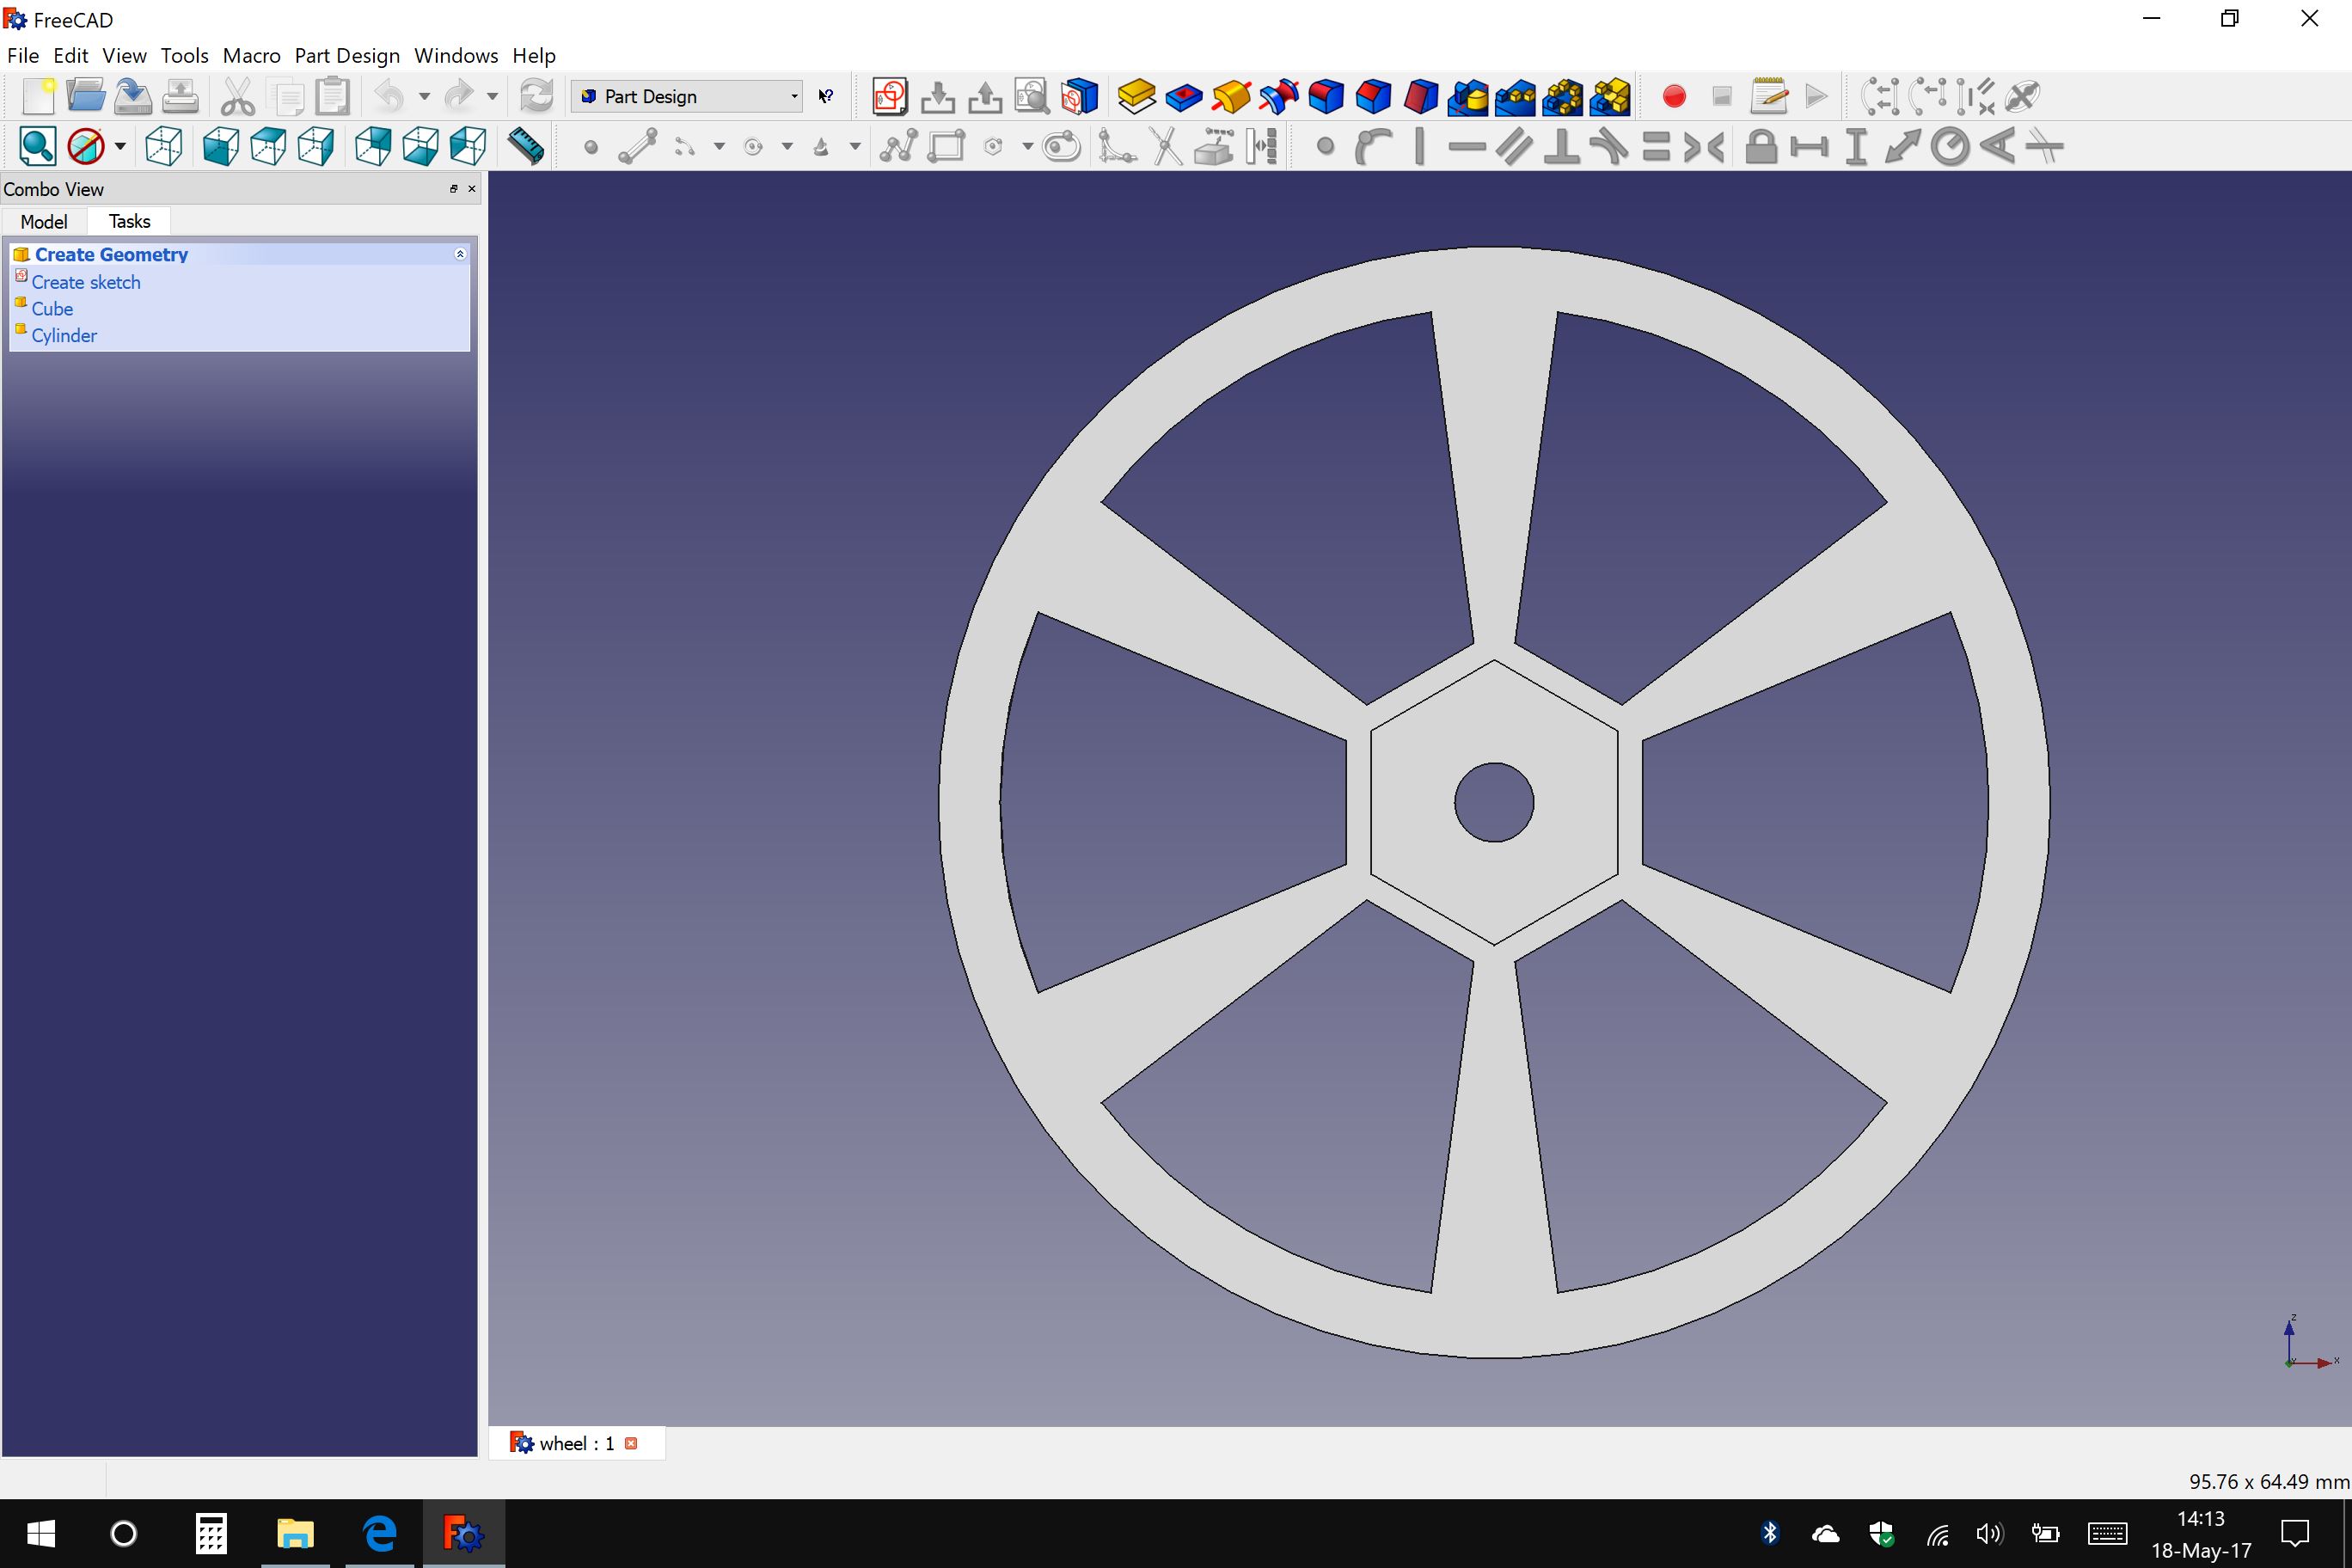 FreeCAD
File Edit View Tools Macro Part Design Windows Help
Part Design
Combo View
Model Tasks
Create Geometry
Create sketch
Cube
Cylinder
z
x
wheel : 1
95.76 x 64.49 mm
14:13
18-May-17